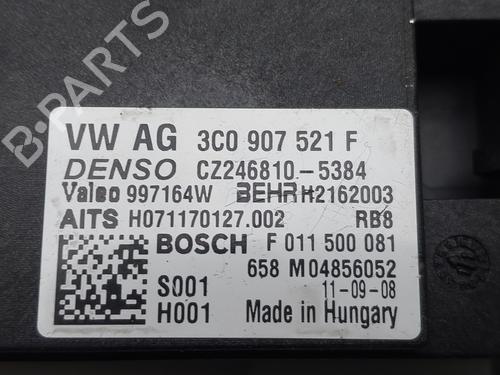 B-PARTS
VW AG 3C0 907 521 F
DENSO CZ246810-5384
Valeo 997164W BEHR H2162003
AITS H071170127.002 RB8
BOSCH F 011 500 081
658 M04856052
S001 11-09-08
H001 Made in Hungary